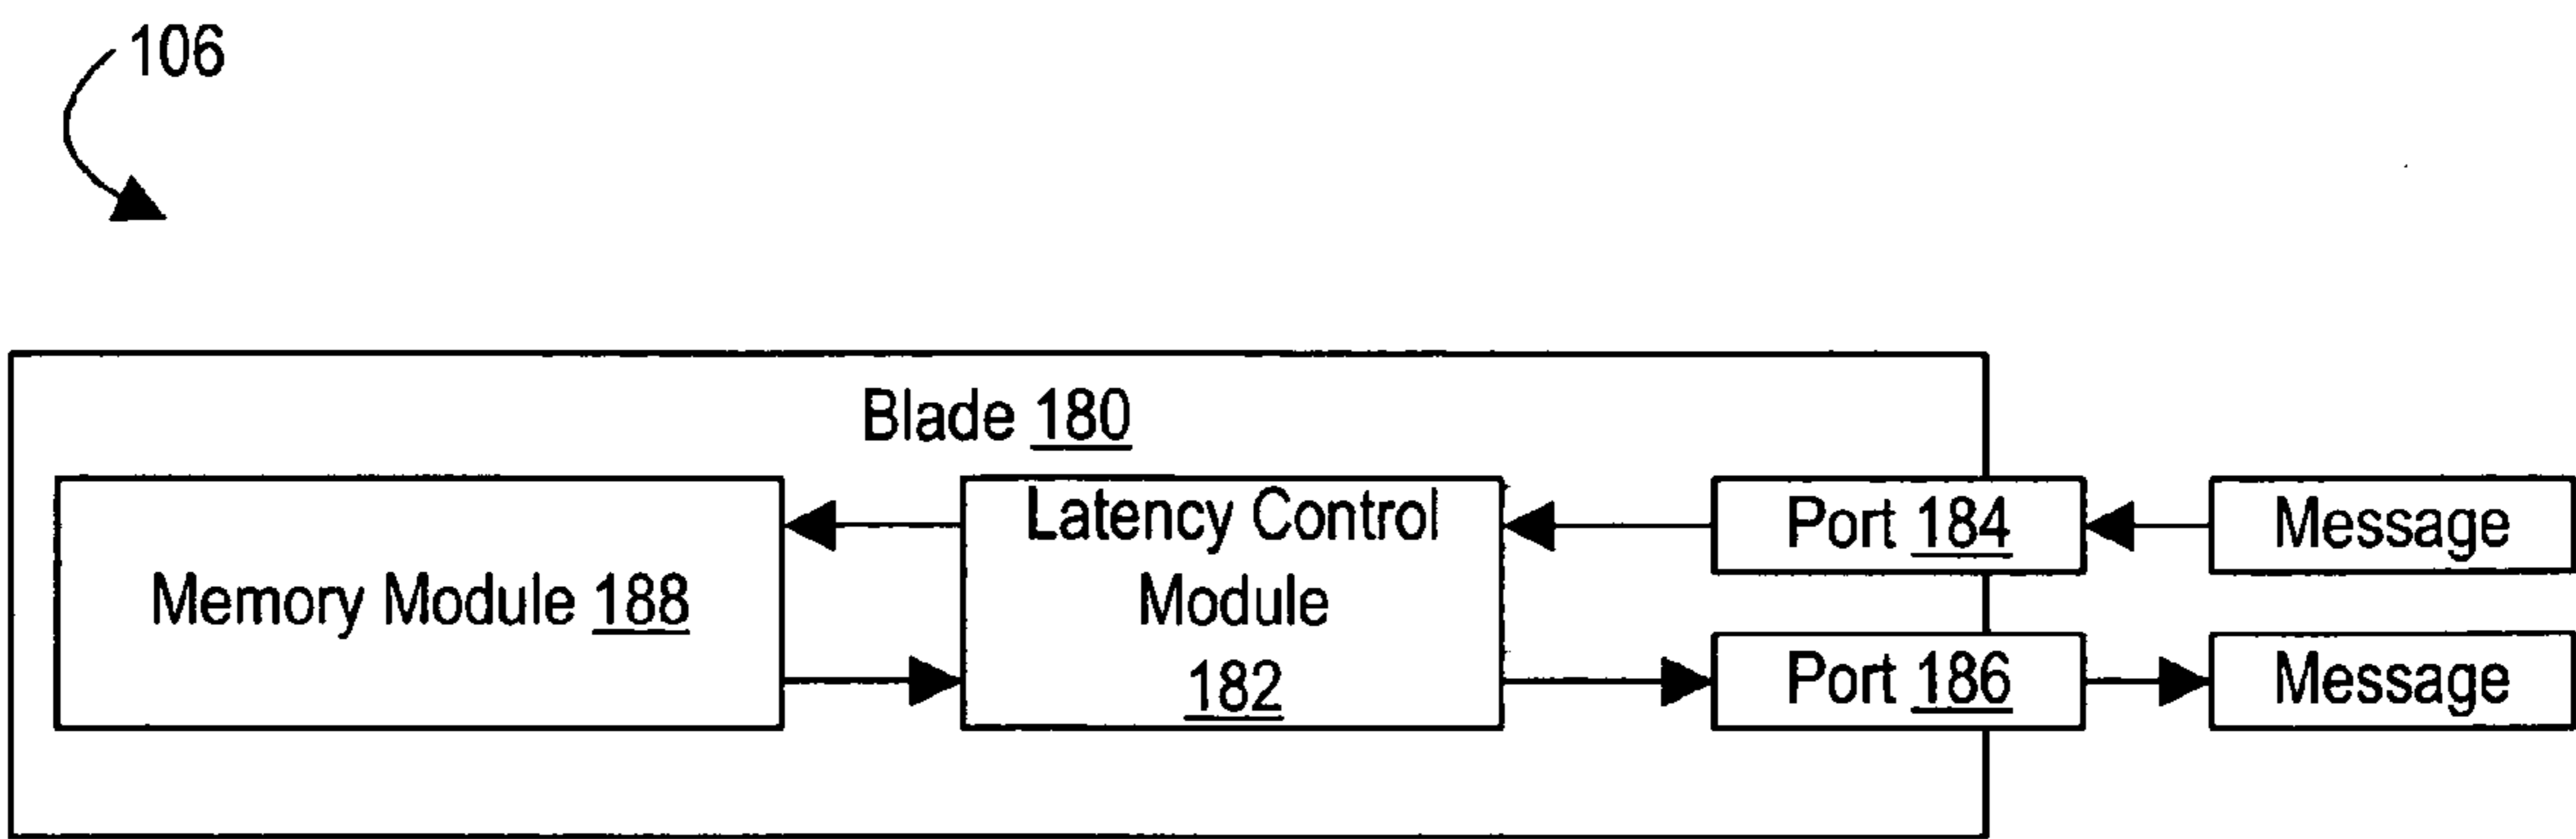 106
Blade 180
Memory Module 188
Latency Control
Module
182
Port 184
Message
Port 186
Message